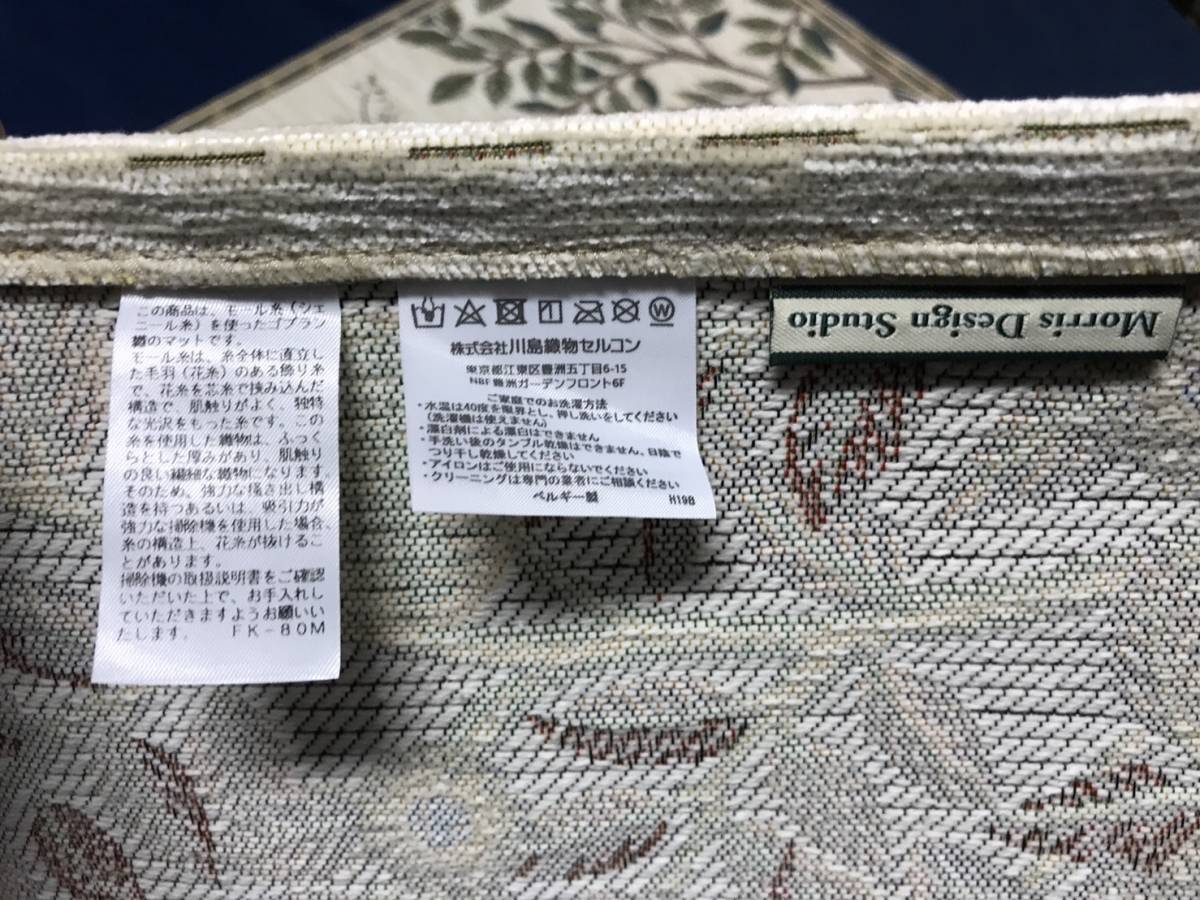 この商品は、モール糸(シェ
ニール糸)を使ったゴブラン
織のマットです。
モール糸は、糸全体に直立し
た毛羽(花糸)のある飾り糸
で、花糸を芯糸で挟み込んだ
構造で、肌触りがよく、独特
な光沢をもった糸です。この
糸を使用した織物は、ふっく
らとした厚みがあり、肌触り
の良い繊細な織物になります。
そのため、強力な掻き出し構
造を持つあるいは、吸引力が
強力な掃除機を使用した場合、
糸の構造上、花糸が抜けるこ
とがあります。
掃除機の取扱説明書をご確認
いただいた上で、お手入れし
ていただきますようお願いい
たします。 FK-80M
W
株式会社川島織物セルコン
東京都江東区豊洲五丁目6-15
NBF豊洲ガーデンフロント6F
ご家庭でのお洗濯方法
・水温は40度を限界とし、押し洗いをしてください
(洗濯機は使えません)
・漂白剤による漂白はできません
・手洗い後のタンブル乾燥はできません、日陰で
つり干し乾燥してください
・アイロンはご使用にならないでください
・クリーニングは専門の業者にご相談ください
ベルギー製 H19B
Morris Design Studio